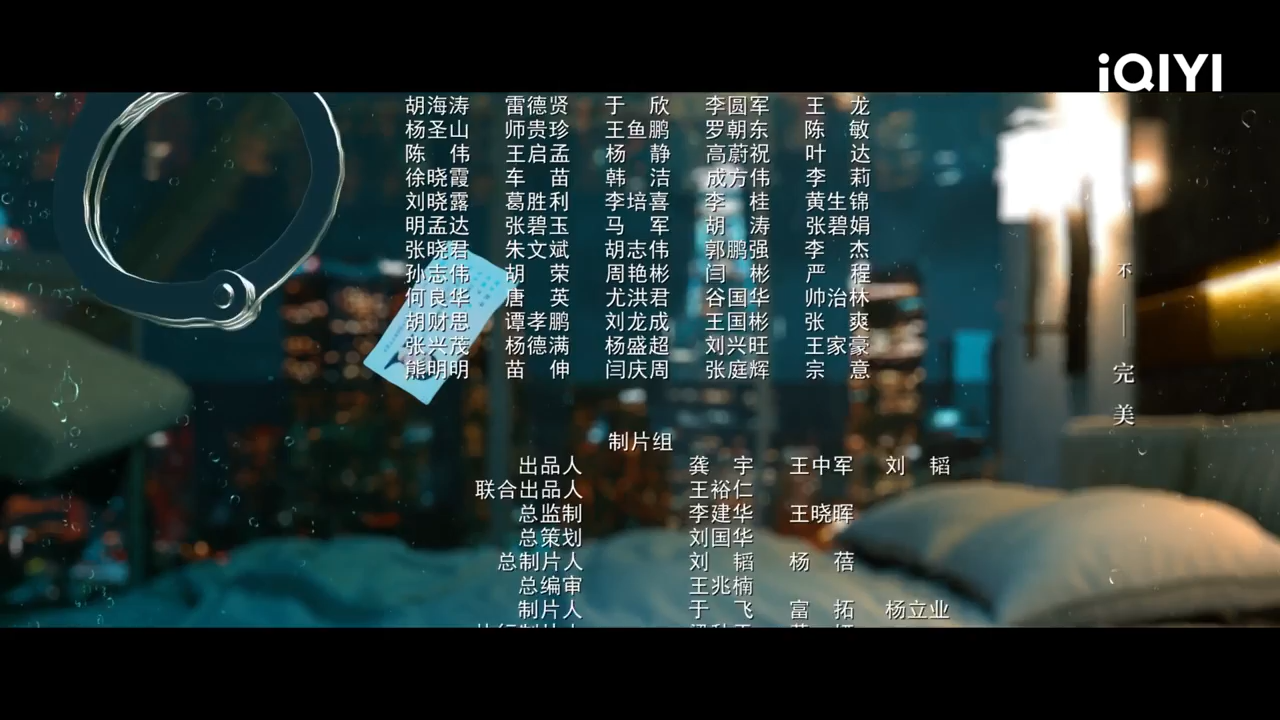 iQIYI
胡海涛 雷德贤 于 欣 李圆军 王 龙
杨圣山 师贵珍 王鱼鹏 罗朝东 陈 敏
陈 伟 王启孟 杨 静 高蔚祝 叶 达
徐晓霞 车 苗 韩 洁 成方伟 李 莉
刘晓露 葛胜利 李培喜 李 桂 黄生锦
明孟达 张碧玉 马 军 胡 涛 张碧娟
张晓君 朱文斌 胡志伟 郭鹏强 李 杰
孙志伟 胡 荣 周艳彬 闫 彬 严 程
何良华 唐 英 尤洪君 谷国华 帅治林
胡财思 谭孝鹏 刘龙成 王国彬 张 爽
张兴茂 杨德满 杨盛超 刘兴旺 王家豪
熊明明 苗 伸 闫庆周 张庭辉 宗 意
制片组
出品人 龚 宇 王中军 刘 韬
联合出品人 王裕仁
总监制 李建华 王晓晖
总策划 刘国华
总制片人 刘 韬 杨 蓓
总编审 王兆楠
制片人 于 飞 富 拓 杨立业
不
完
美